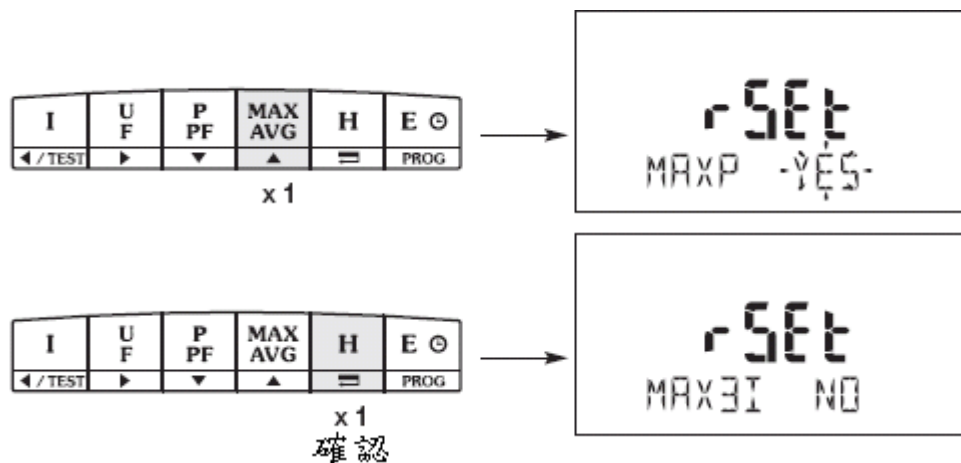 I U F P PF MAX AVG H E
/ TEST PROG
x 1
rSEt
MAXP -YES-
I U F P PF MAX AVG H E
/ TEST PROG
x 1
確認
rSEt
MAX3I NO